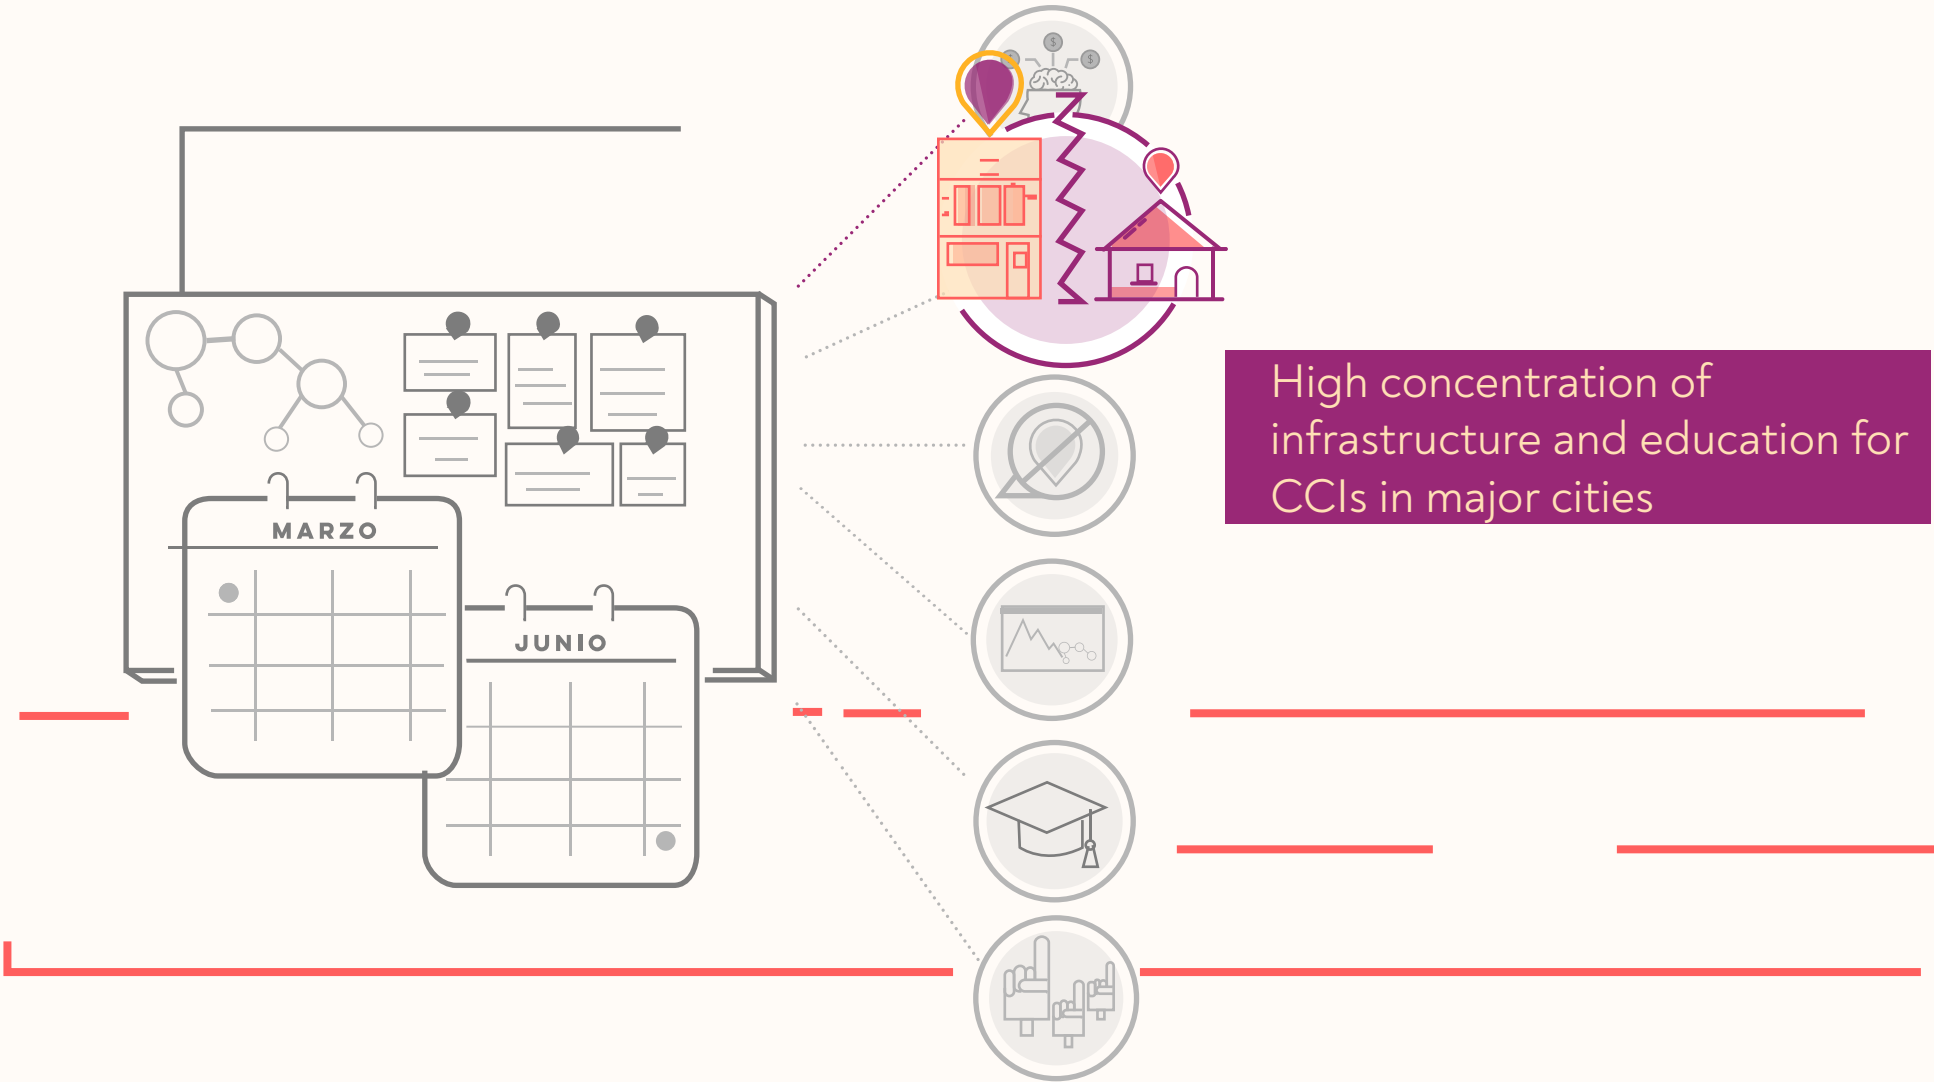 $
$
High concentration of
infrastructure and education for
CCIs in major cities
MARZO
JUNIO